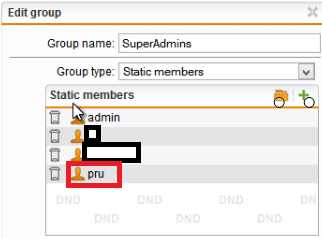 Edit group
Group name: SuperAdmins
Group type: Static members
Static members
admin
pru
DND DND DND DN
DND DND DND